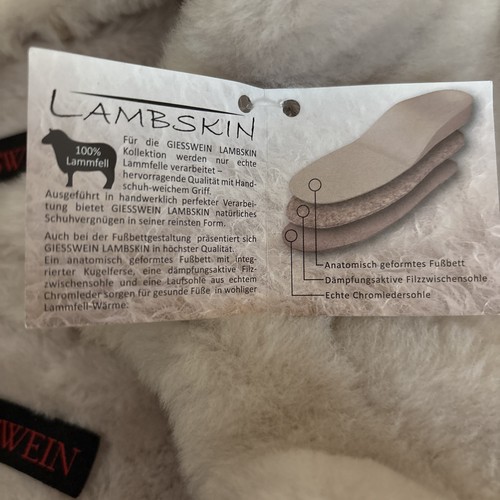 LAMBSKIN
100%
Lammfell
Für die GIESSWEIN LAMBSKIN
Kollektion werden nur echte
Lammfelle verarbeitet –
hervorragende Qualität mit Hand-
schuh-weichem Griff.
Ausgeführt in handwerklich perfekter Verarbei-
tung bietet GIESSWEIN LAMBSKIN natürliches
Schuhvergnügen in seiner reinsten Form.
Auch bei der Fußbettgestaltung präsentiert sich
GIESSWEIN LAMBSKIN in höchster Qualität.
Ein anatomisch geformtes Fußbett mit integ-
rierter Kugelferse, eine dämpfungsaktive Filz-
zwischensohle und eine Laufsohle aus echtem
Chromleder sorgen für gesunde Füße in wohliger
Lammfell-Wärme.
Anatomisch geformtes Fußbett
Dämpfungsaktive Filzzwischensohle
Echte Chromledersohle
WEIN